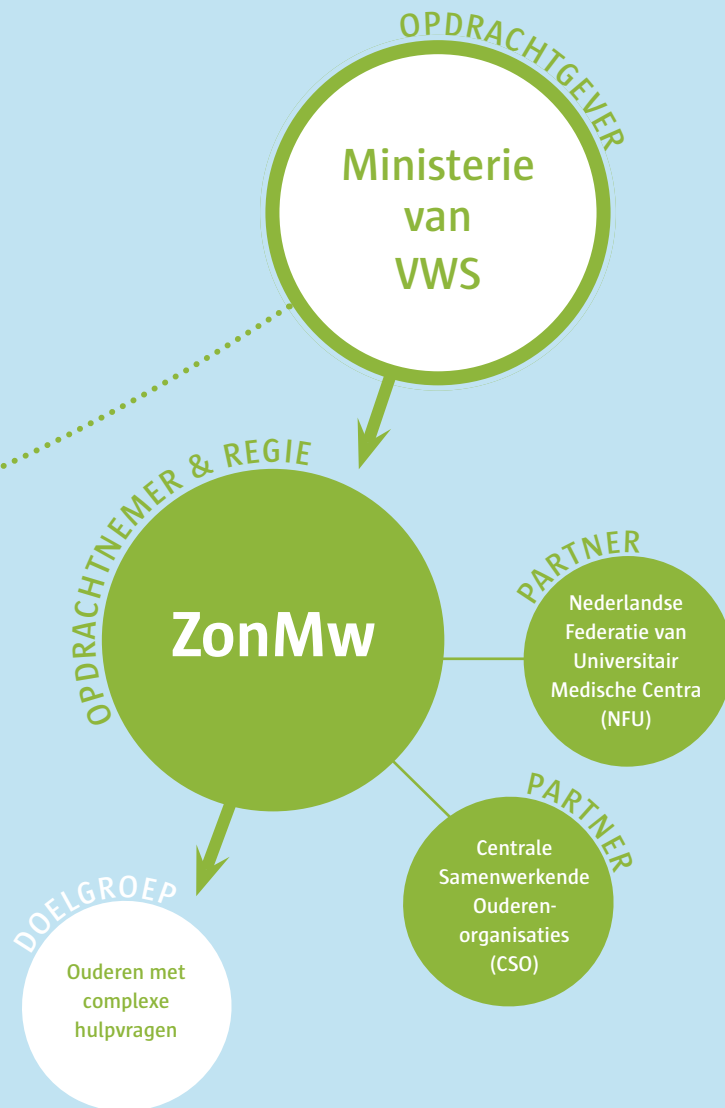 OPDRACHTGEVER
Ministerie
van
VWS
OPDRACHTNEMER & REGIE
ZonMw
PARTNER
Nederlandse
Federatie van
Universitair
Medische Centra
(NFU)
PARTNER
Centrale
Samenwerkende
Ouderen-
organisaties
(CSO)
DOELGROEP
Ouderen met
complexe
hulpvragen